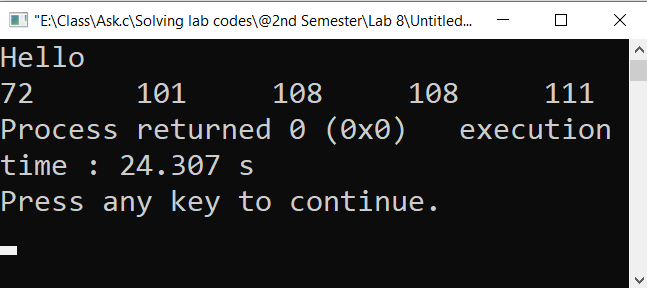 "E:\Class\Ask.c\Solving lab codes\@2nd Semester\Lab 8\Untitled...
Hello
72 101 108 108 111
Process returned 0 (0x0) execution
time : 24.307 s
Press any key to continue.